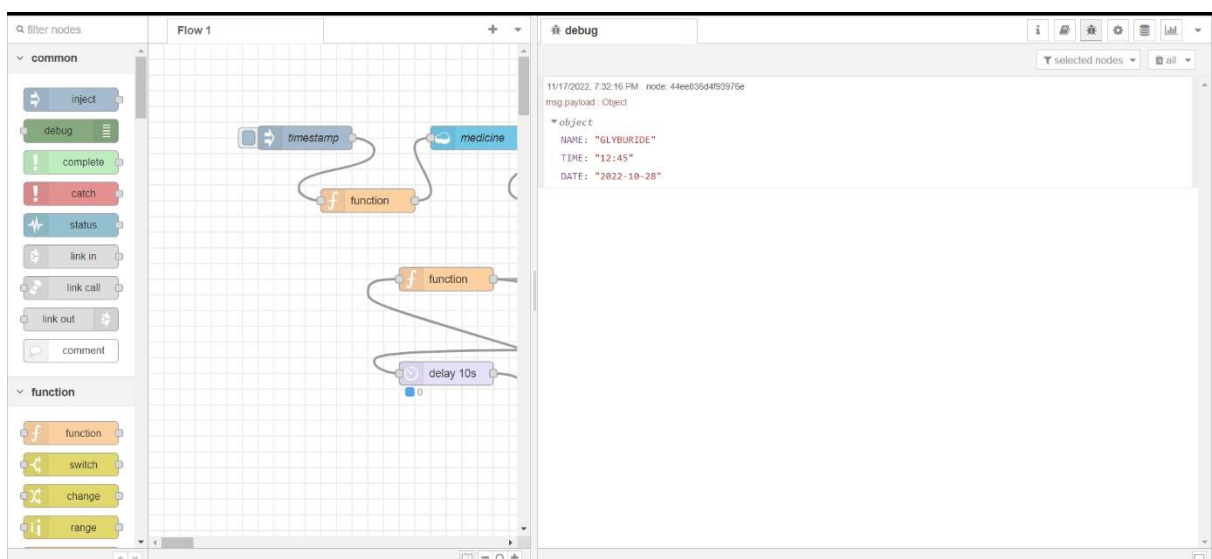 filter nodes
common
inject
debug
complete
catch
status
link in
link call
link out
comment
function
function
switch
change
range
Flow 1
timestamp
medicine
function
function
delay 10s
0
debug
i
selected nodes
all
11/17/2022, 7:32:16 PM node: 44ee636d4f93976e
msg.payload : Object
object
NAME: "GLYBURIDE"
TIME: "12:45"
DATE: "2022-10-28"